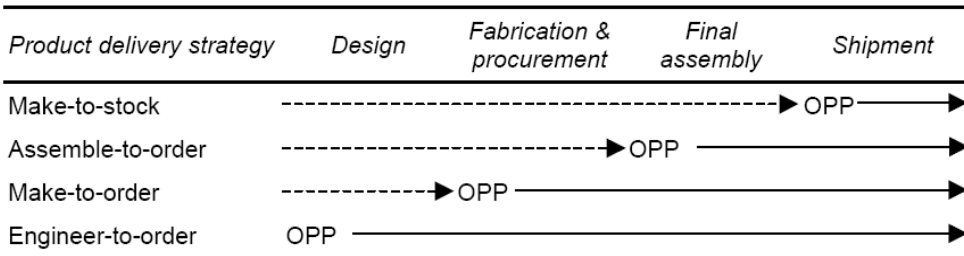 Product delivery strategy Design Fabrication & procurement Final assembly Shipment
Make-to-stock OPP
Assemble-to-order OPP
Make-to-order OPP
Engineer-to-order OPP